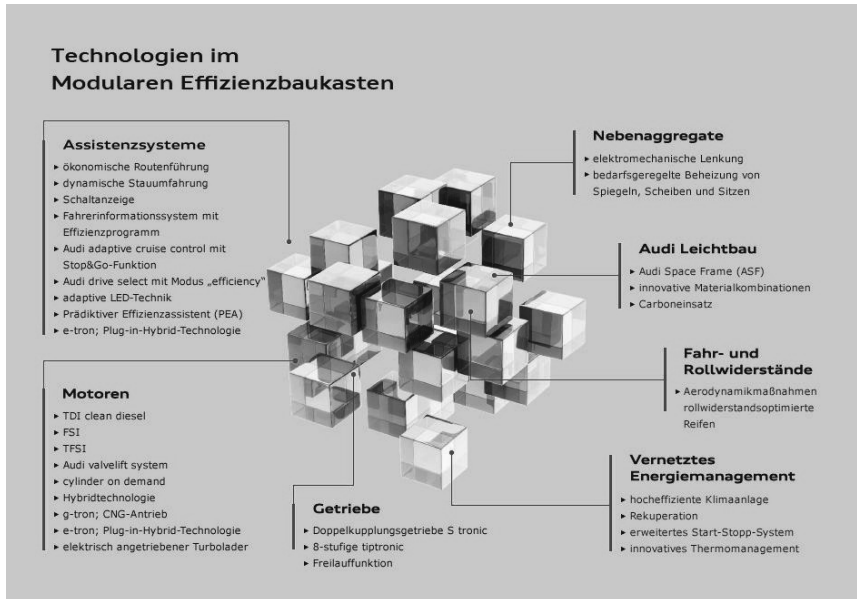 Technologien im
Modularen Effizienzbaukasten
Assistenzsysteme
▸ ökonomische Routenführung
▸ dynamische Stauumfahrung
▸ Schaltanzeige
▸ Fahrerinformationssystem mit
Effizienzprogramm
▸ Audi adaptive cruise control mit
Stop&Go-Funktion
▸ Audi drive select mit Modus „efficiency“
▸ adaptive LED-Technik
▸ Prädiktiver Effizienzassistent (PEA)
▸ e-tron; Plug-in-Hybrid-Technologie
Motoren
▸ TDI clean diesel
▸ FSI
▸ TFSI
▸ Audi valvelift system
▸ cylinder on demand
▸ Hybridtechnologie
▸ g-tron; CNG-Antrieb
▸ e-tron; Plug-in-Hybrid-Technologie
▸ elektrisch angetriebener Turbolader
Getriebe
▸ Doppelkupplungsgetriebe S tronic
▸ 8-stufige tiptronic
▸ Freilauffunktion
Nebenaggregate
▸ elektromechanische Lenkung
▸ bedarfsgeregelte Beheizung von
Spiegeln, Scheiben und Sitzen
Audi Leichtbau
▸ Audi Space Frame (ASF)
▸ innovative Materialkombinationen
▸ Carboneinsatz
Fahr- und
Rollwiderstände
▸ Aerodynamikmaßnahmen
rollwiderstandsoptimierte
Reifen
Vernetztes
Energiemanagement
▸ hocheffiziente Klimaanlage
▸ Rekuperation
▸ erweitertes Start-Stopp-System
▸ innovatives Thermomanagement